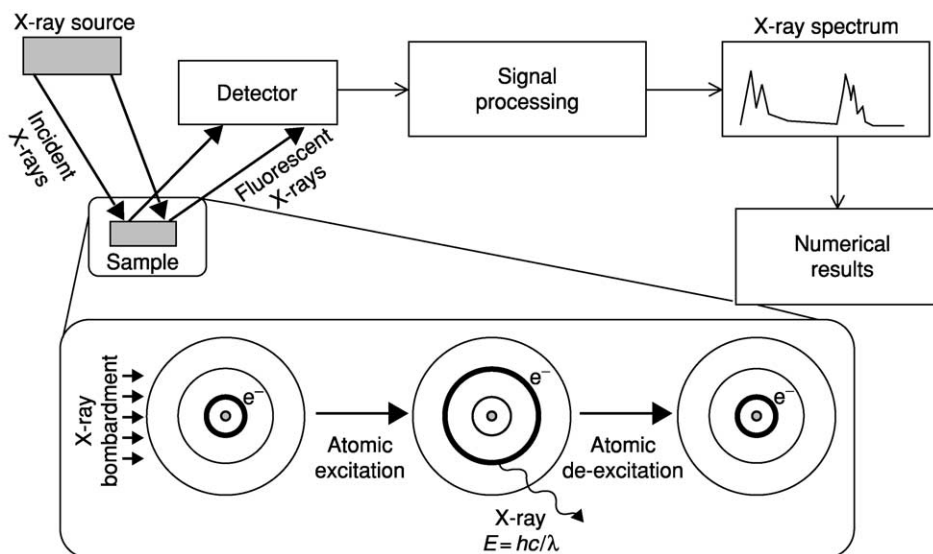 X-ray source
Incident
X-rays
Detector
Fluorescent
X-rays
Sample
Signal
processing
X-ray spectrum
Numerical
results
X-ray
bombardment
e⁻
Atomic
excitation
e⁻
X-ray
E = hc/λ
Atomic
de-excitation
e⁻